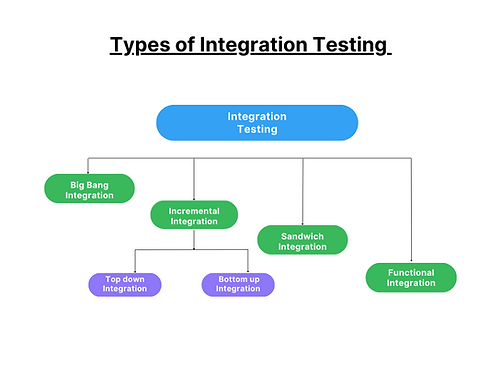 Types of Integration Testing
Integration
Testing
Big Bang
Integration
Incremental
Integration
Sandwich
Integration
Functional
Integration
Top down
Integration
Bottom up
Integration